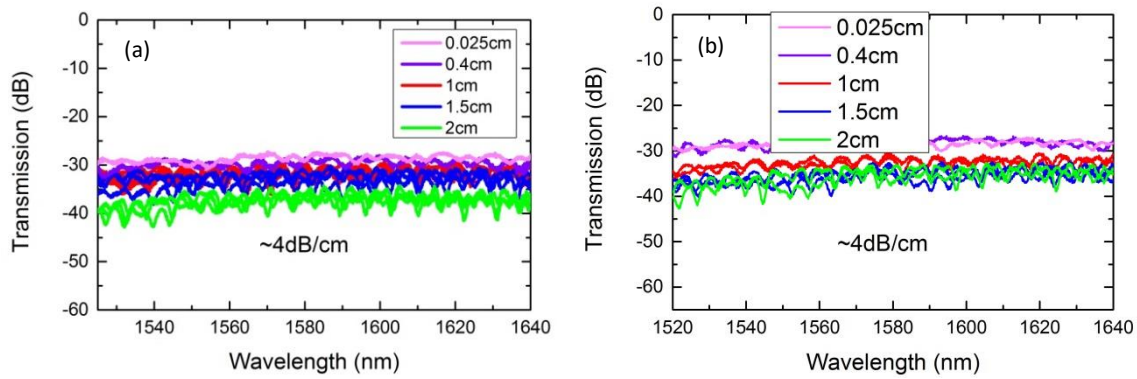 (a)
0
-10
-20
-30
-40
-50
-60
Transmission (dB)
0.025cm
0.4cm
1cm
1.5cm
2cm
~4dB/cm
1540 1560 1580 1600 1620 1640
Wavelength (nm)
(b)
0
-10
-20
-30
-40
-50
-60
Transmission (dB)
0.025cm
0.4cm
1cm
1.5cm
2cm
~4dB/cm
1520 1540 1560 1580 1600 1620 1640
Wavelength (nm)